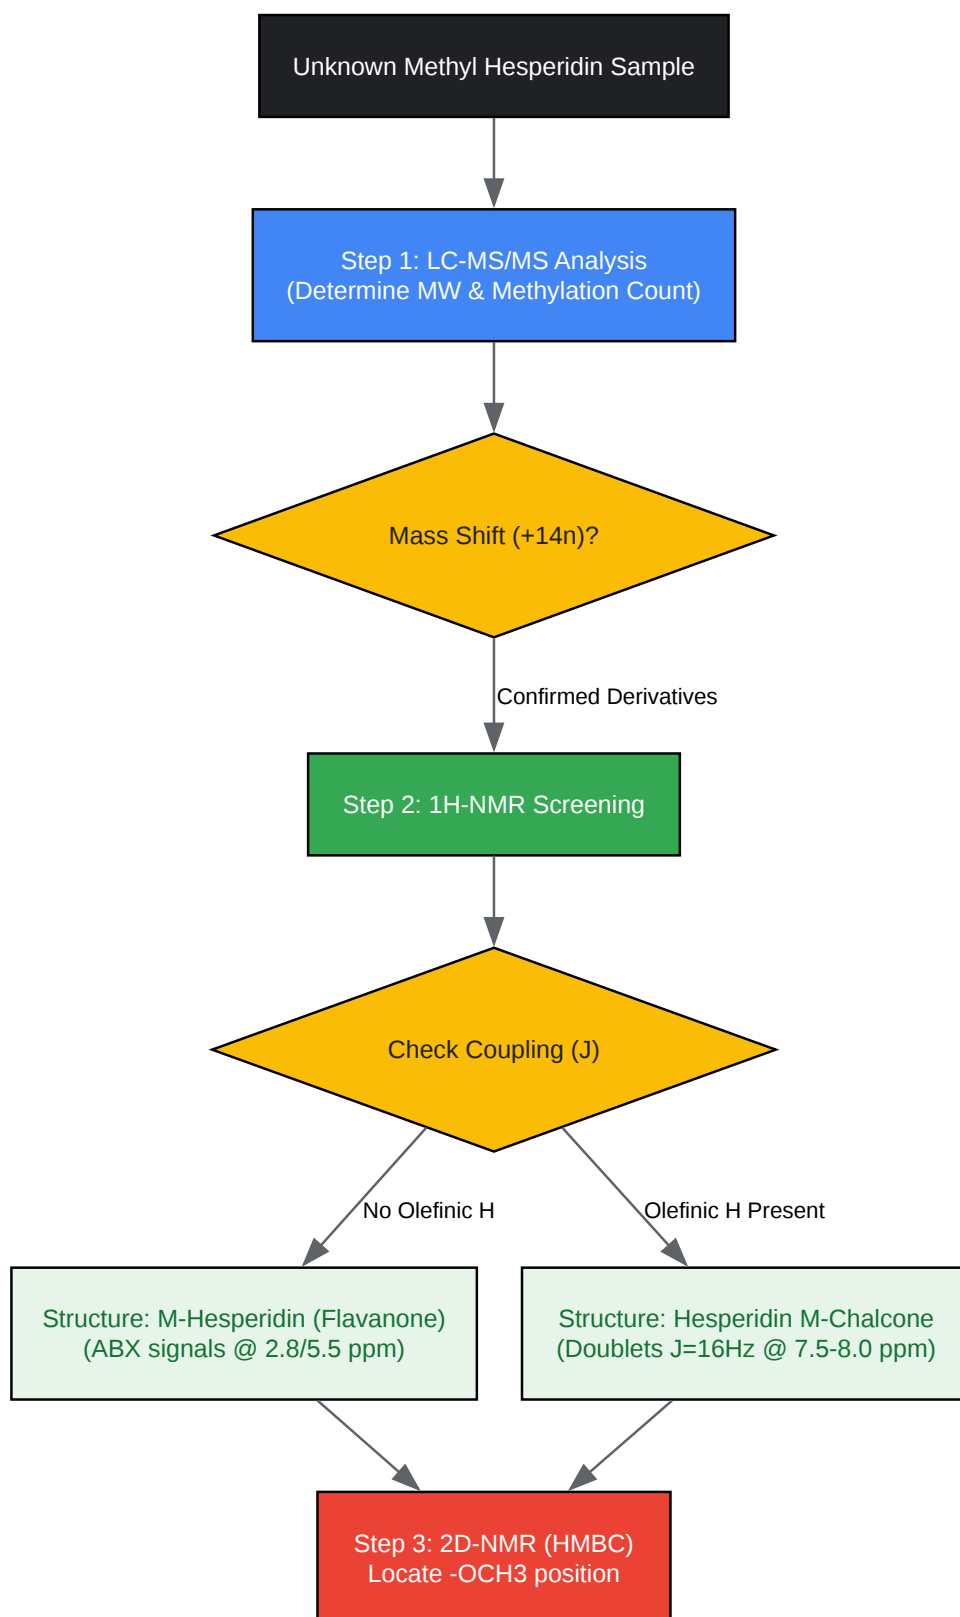 Unknown Methyl Hesperidin Sample
Step 1: LC-MS/MS Analysis
(Determine MW & Methylation Count)
Mass Shift (+14n)?
Confirmed Derivatives
Step 2: 1H-NMR Screening
Check Coupling (J)
No Olefinic H
Olefinic H Present
Structure: M-Hesperidin (Flavanone)
(ABX signals @ 2.8/5.5 ppm)
Structure: Hesperidin M-Chalcone
(Doublets J=16Hz @ 7.5-8.0 ppm)
Step 3: 2D-NMR (HMBC)
Locate -OCH3 position